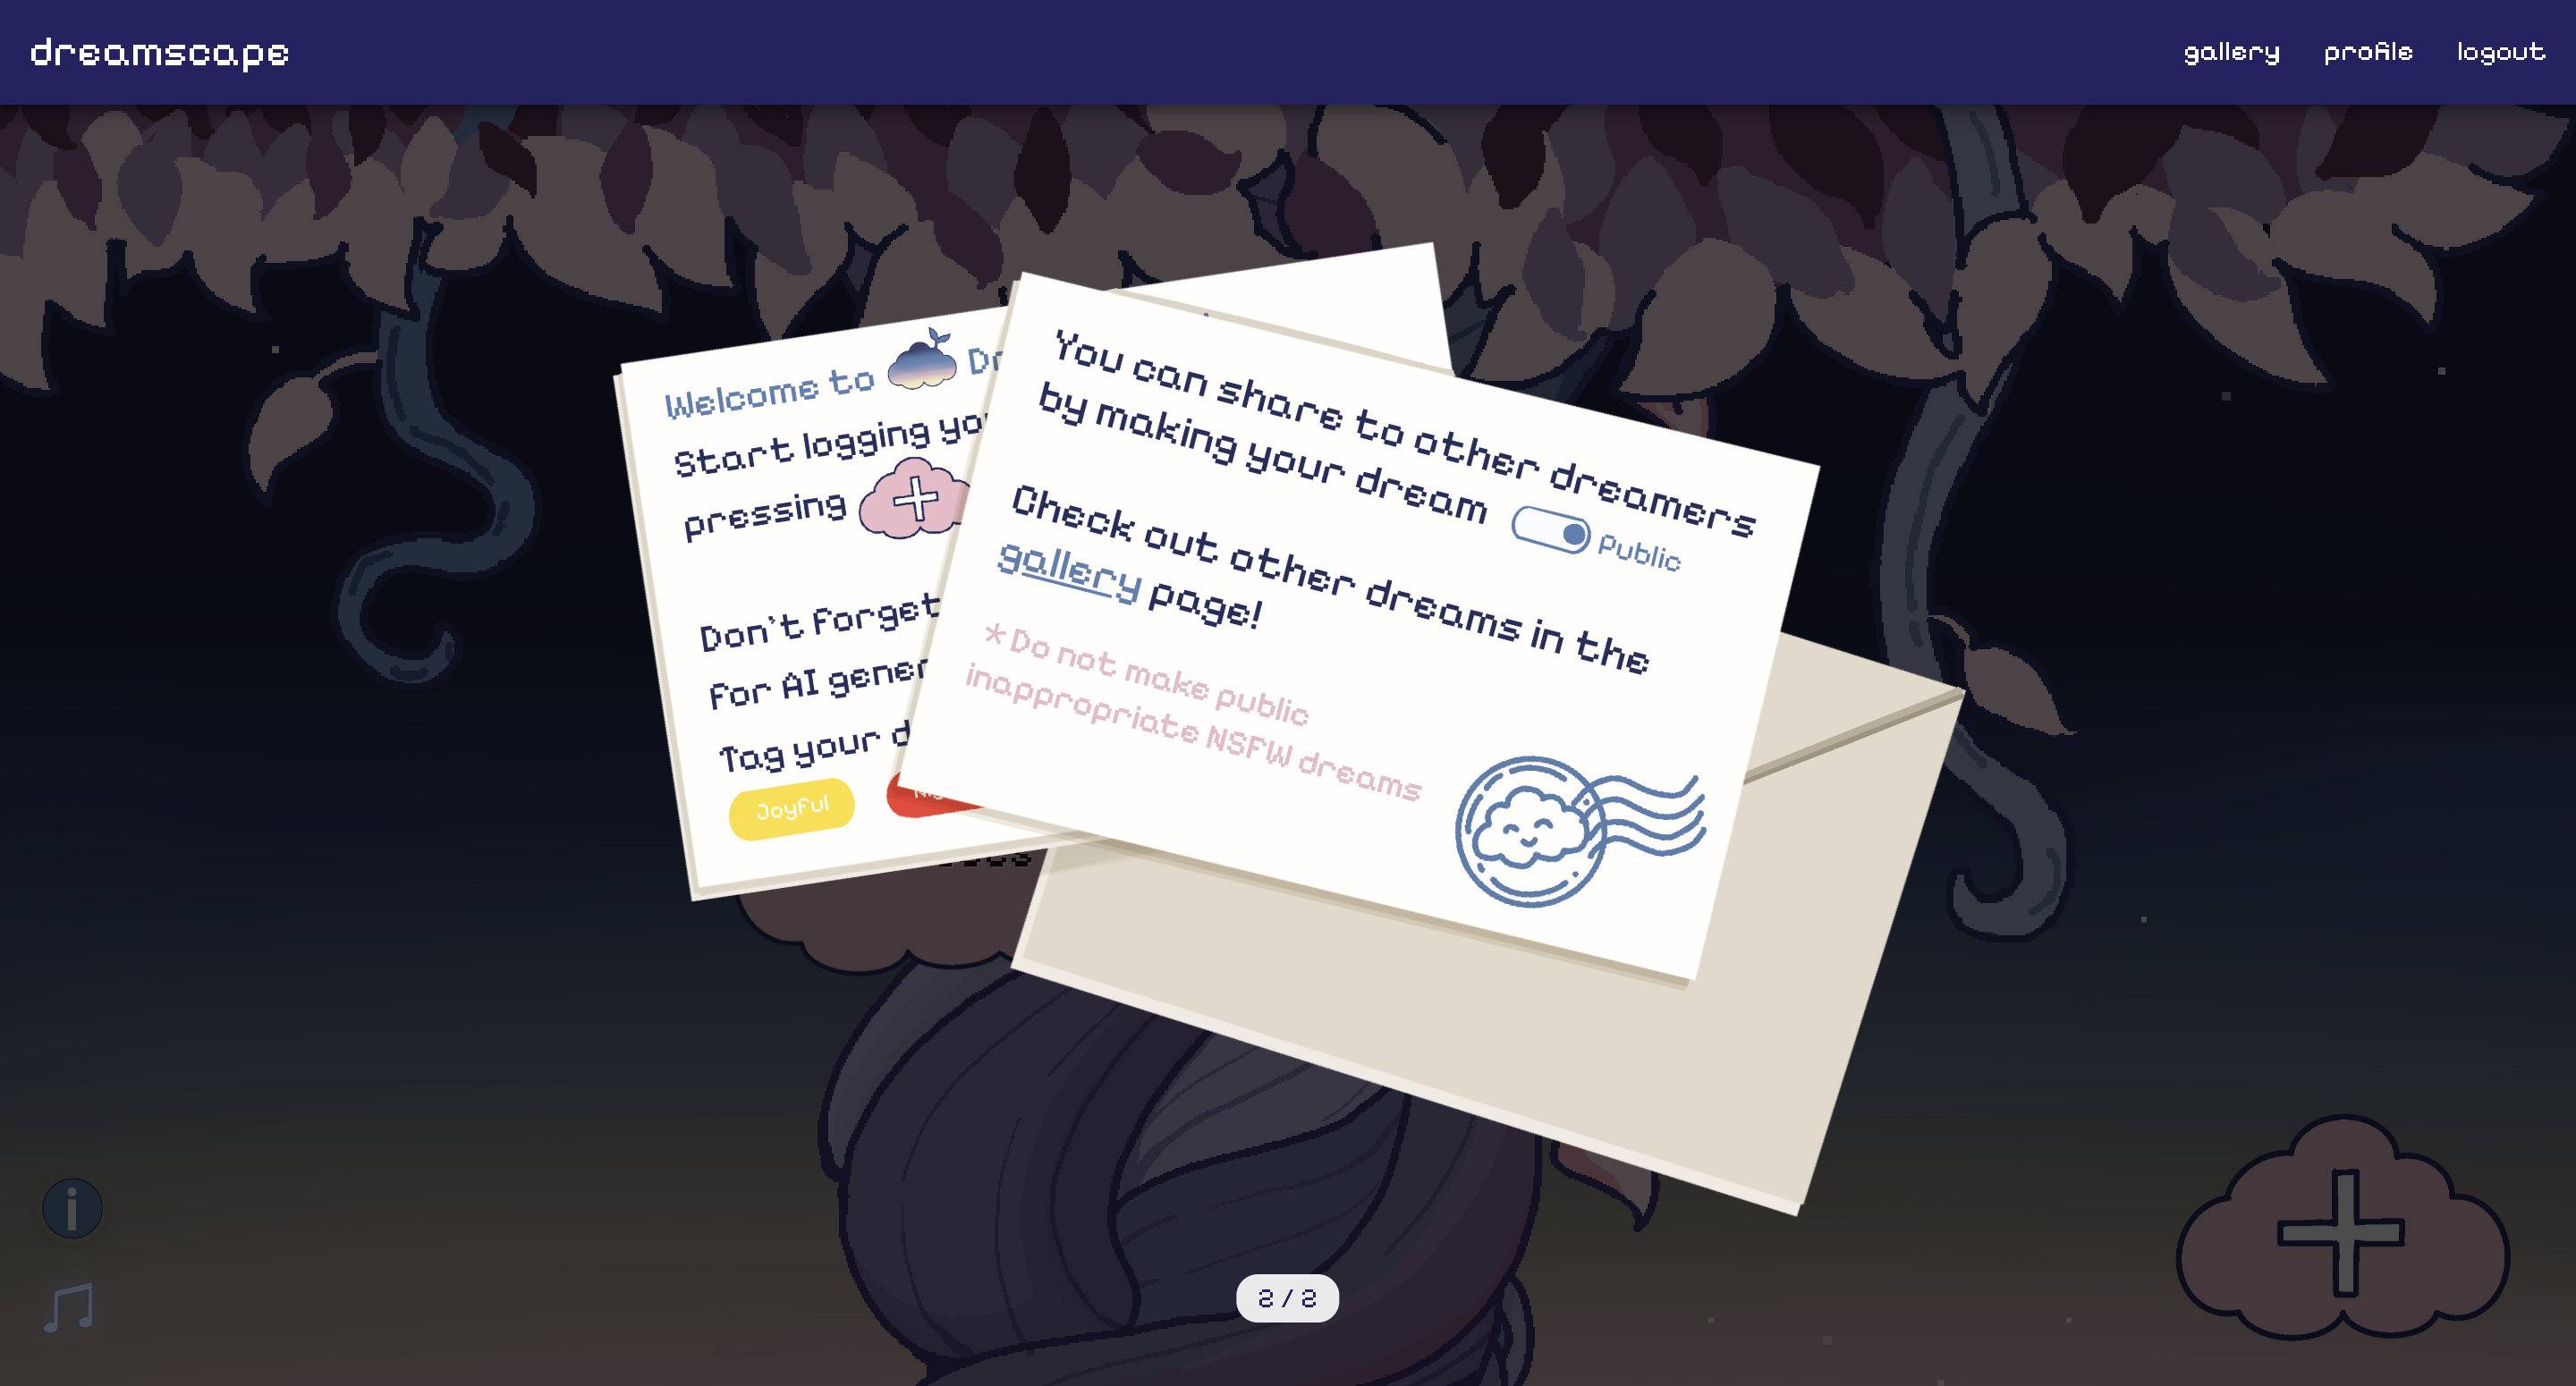 dreamscape
gallery profile logout
Welcome to
Start logging
pressing
Don't forget
for AI
Tag your
Joyful
You can share to other dreamers
by making your dream Public
Check out other dreams in the
gallery page!
*Do not make public
inappropriate NSFW dreams
i
2 / 2